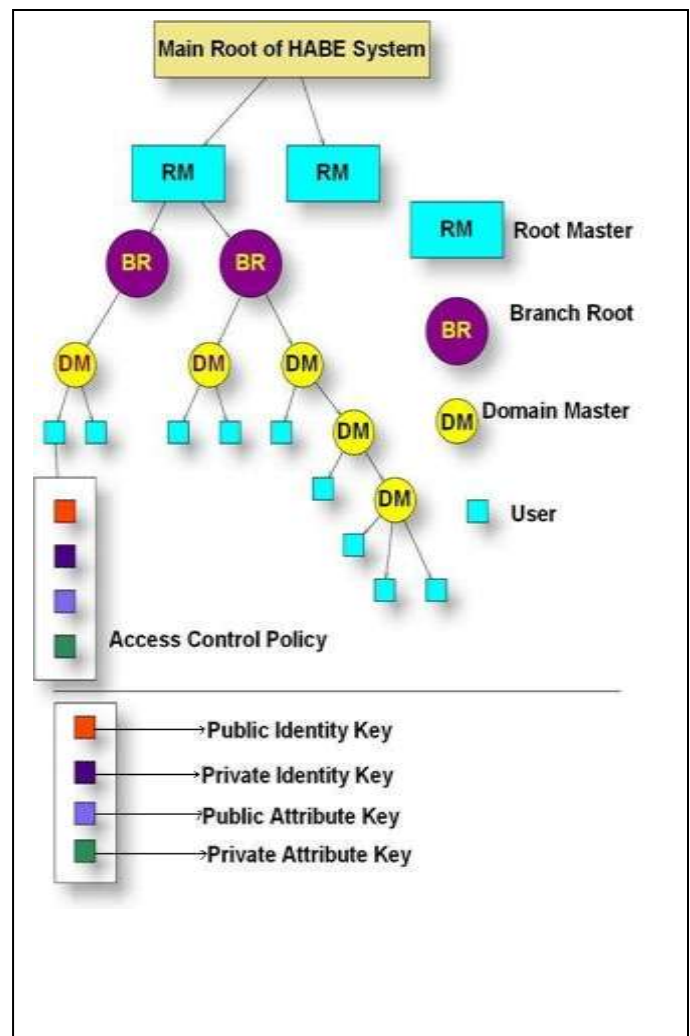 Main Root of HABE System
RM
RM
RM
Root Master
BR
BR
BR
Branch Root
DM
DM
DM
DM
Domain Master
DM
DM
User
Access Control Policy
Public Identity Key
Private Identity Key
Public Attribute Key
Private Attribute Key